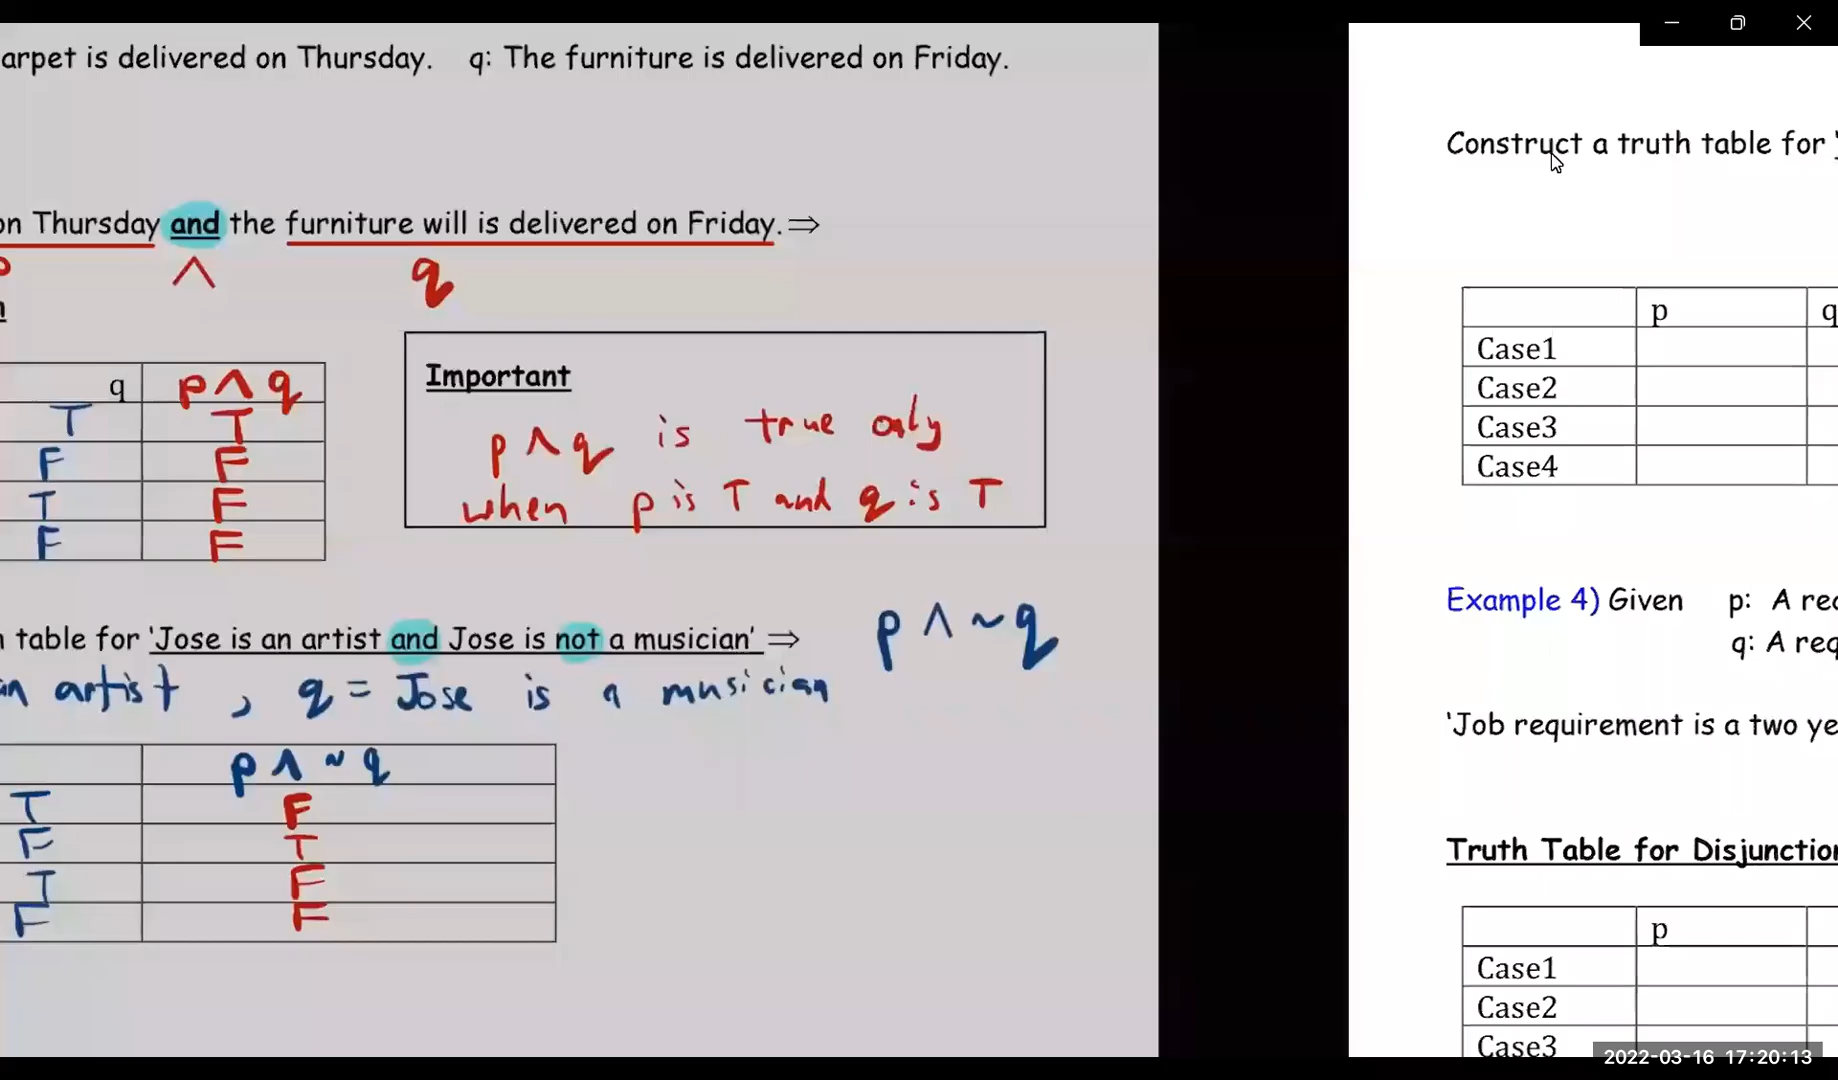 arpet is delivered on Thursday. q: The furniture is delivered on Friday.
on Thursday and the furniture will is delivered on Friday. ⇒
p ∧ q
q p ∧ q
T T
F F
T F
F F
Important
p ∧ q is true only
when p is T and q is T
table for 'Jose is an artist and Jose is not a musician' ⇒ p ∧ ~q
an artist , q = Jose is a musician
p ∧ ~ q
T F
F T
T F
F F
Construct a truth table for '
p q
Case1
Case2
Case3
Case4
Example 4) Given p: A rec
q: A req
'Job requirement is a two ye
Truth Table for Disjunction
p
Case1
Case2
Case3
2022-03-16 17:20:13